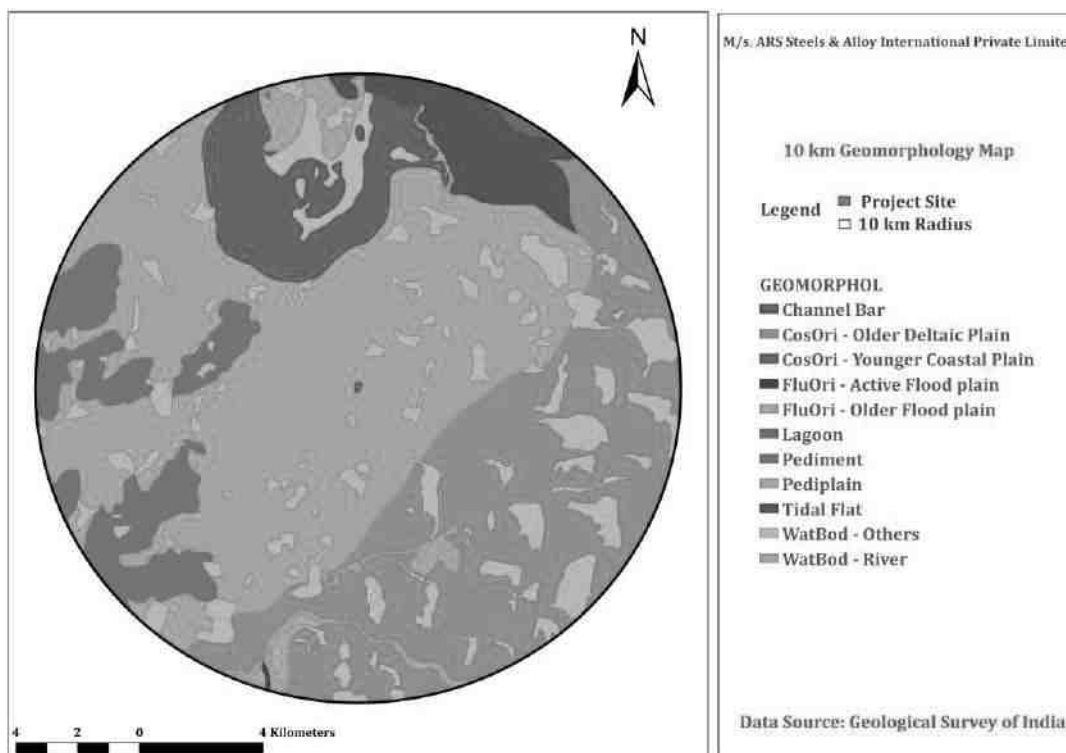 N
M/s. ARS Steels & Alloy International Private Limite
10 km Geomorphology Map
Legend
Project Site
10 km Radius
GEOMORPHOL
Channel Bar
CosOri - Older Deltaic Plain
CosOri - Younger Coastal Plain
FluOri - Active Flood plain
FluOri - Older Flood plain
Lagoon
Pediment
Pediplain
Tidal Flat
WatBod - Others
WatBod - River
4 2 0 4 Kilometers
Data Source: Geological Survey of India